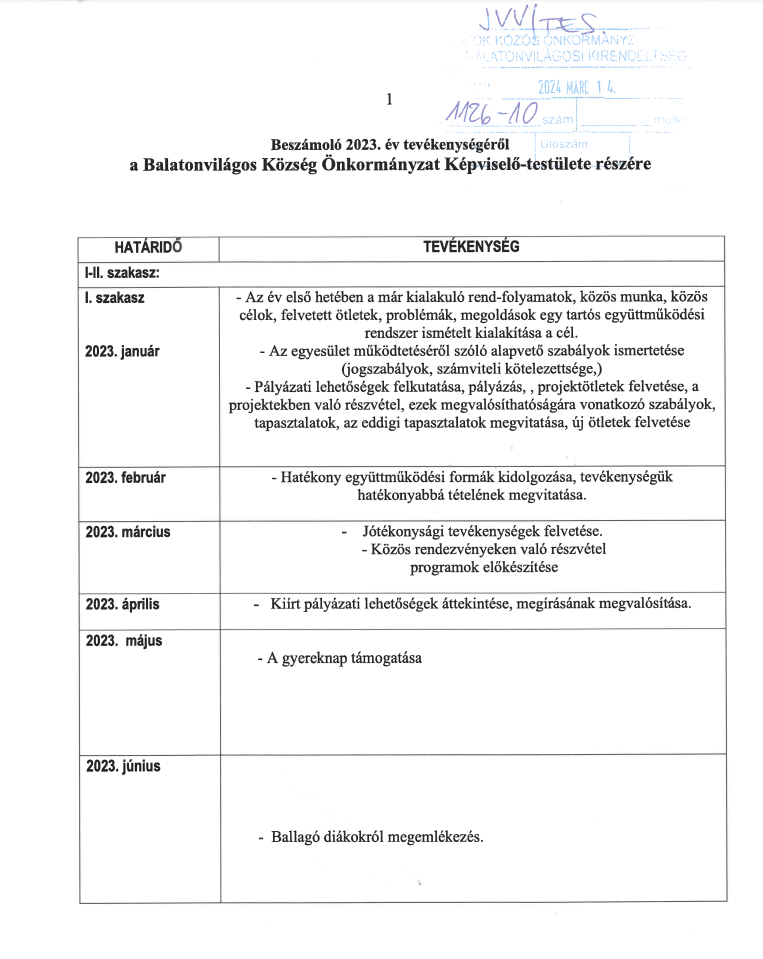 OK KÖZÖS ÖNKORMÁNYZ
BALATONVILÁGOSI KIRENDELTSÉG
2024 MÁRC 14.
1
1126-10 szám
Beszámoló 2023. év tevékenységéről
Utószám
a Balatonvilágos Község Önkormányzat Képviselő-testülete részére
HATÁRIDŐ TEVÉKENYSÉG
I-II. szakasz:
I. szakasz - Az év első hetében a már kialakuló rend-folyamatok, közös munka, közös
célok, felvetett ötletek, problémák, megoldások egy tartós együttműködési
rendszer ismételt kialakítása a cél.
2023. január - Az egyesület működtetéséről szóló alapvető szabályok ismertetése
(jogszabályok, számviteli kötelezettsége,)
- Pályázati lehetőségek felkutatása, pályázás, , projektötletek felvetése, a
projektekben való részvétel, ezek megvalósíthatóságára vonatkozó szabályok,
tapasztalatok, az eddigi tapasztalatok megvitatása, új ötletek felvetése
2023. február - Hatékony együttműködési formák kidolgozása, tevékenységük
hatékonyabbá tételének megvitatása.
2023. március - Jótékonysági tevékenységek felvetése.
- Közös rendezvényeken való részvétel
programok előkészítése
2023. április - Kiírt pályázati lehetőségek áttekintése, megírásának megvalósítása.
2023. május
- A gyereknap támogatása
2023. június
- Ballagó diákokról megemlékezés.